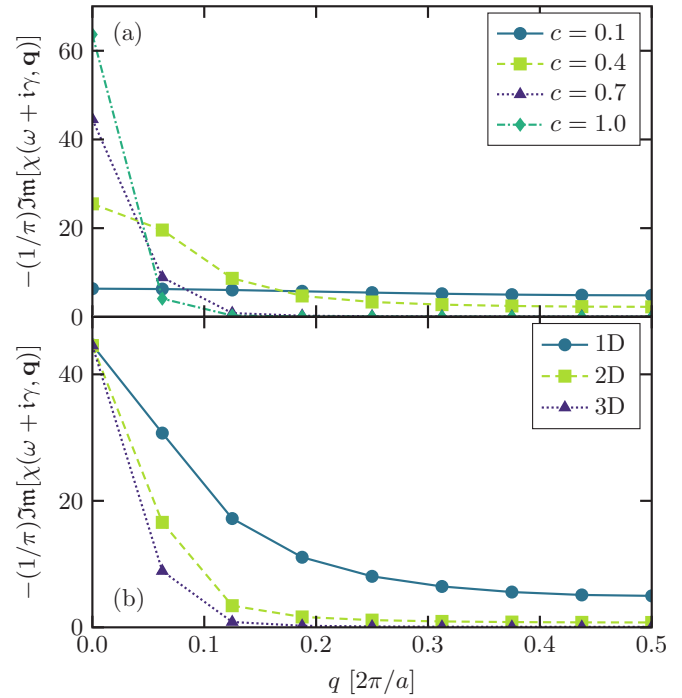 (a)
c = 0.1
c = 0.4
c = 0.7
c = 1.0
60
40
20
0
−(1/π)ℑ𝔪[χ(ω + iγ, q)]
(b)
1D
2D
3D
40
20
0
−(1/π)ℑ𝔪[χ(ω + iγ, q)]
0.0 0.1 0.2 0.3 0.4 0.5
q [2π/a]